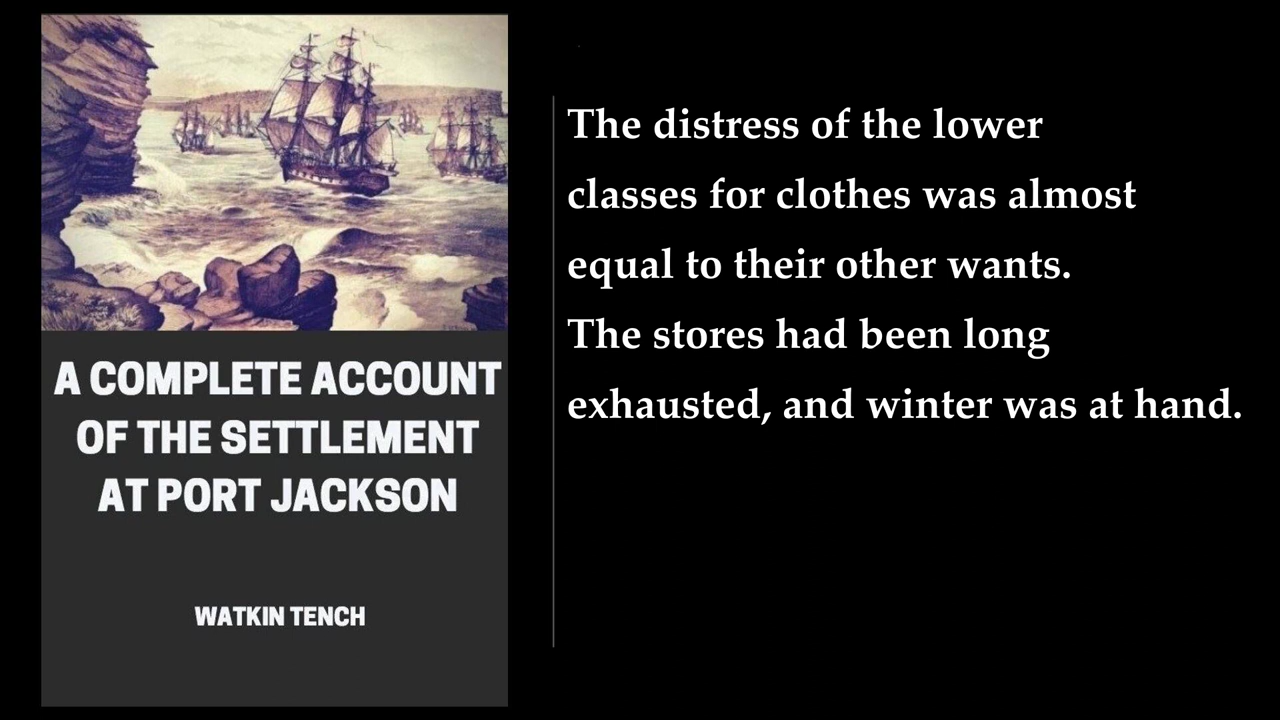 A COMPLETE ACCOUNT
OF THE SETTLEMENT
AT PORT JACKSON
WATKIN TENCH
The distress of the lower
classes for clothes was almost
equal to their other wants.
The stores had been long
exhausted, and winter was at hand.